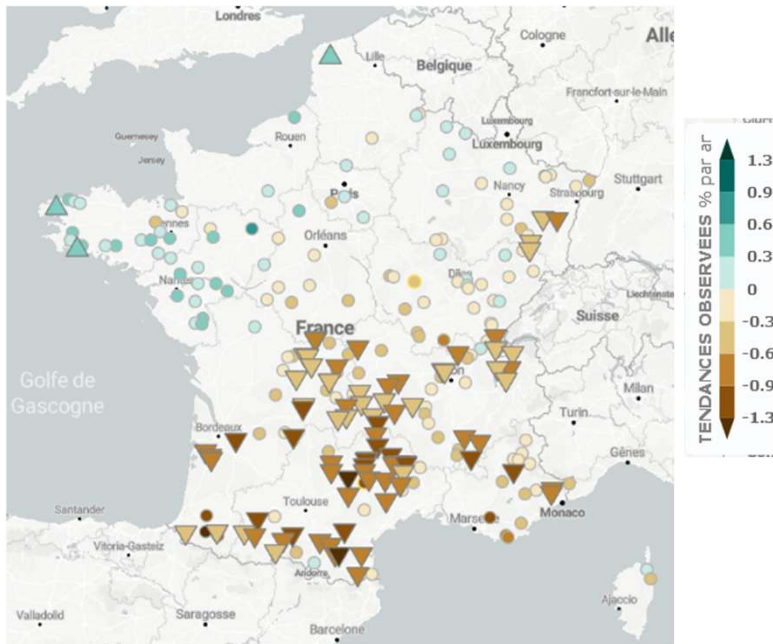 Londres
Lille
Belgique
Cologne
Alle
Francfort-sur-le-Main
Guernesey
Jersey
Rouen
Luxembourg
Luxembourg
Paris
Nancy
Strasbourg
Stuttgart
Rennes
Orléans
Nantes
Dijon
France
Suisse
Liechtenstei
Golfe de
Gascogne
Lyon
Milan
Turin
Bordeaux
Gênes
Toulouse
Marseille
Monaco
Santander
Vitoria-Gasteiz
Andorre
Ajaccio
Valladolid
Saragosse
Barcelone
TENDANCES OBSERVÉES % par ar
1.3
0.9
0.6
0.3
0
-0.3
-0.6
-0.9
-1.3